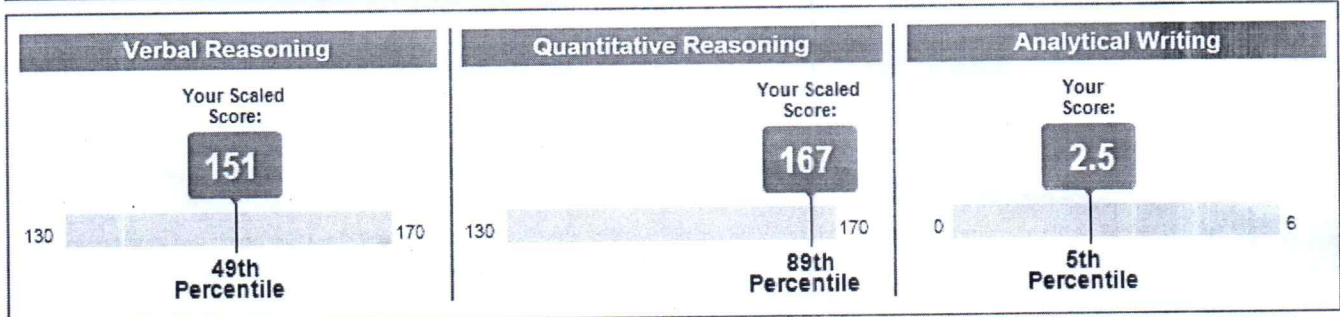 Verbal Reasoning
Your Scaled
Score:
151
130
170
49th
Percentile
Quantitative Reasoning
Your Scaled
Score:
167
130
170
89th
Percentile
Analytical Writing
Your
Score:
2.5
0
6
5th
Percentile